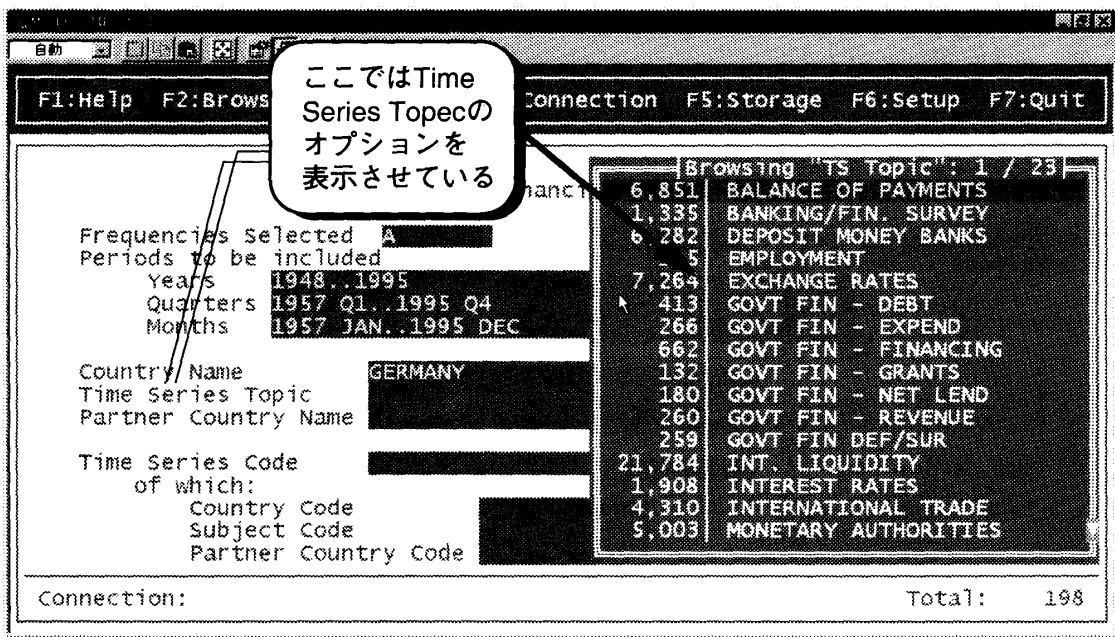 自動
F1:Help F2:Brows
Connection F5:Storage F6:Setup F7:Quit
ここではTime
Series Topecの
オプションを
表示させている
nanci
Frequencies Selected A
Periods to be included
Years 1948..1995
Quarters 1957 Q1..1995 Q4
Months 1957 JAN..1995 DEC
Country Name GERMANY
Time Series Topic
Partner Country Name
Time Series Code
of which:
Country Code
Subject Code
Partner Country Code
Browsing "TS Topic": 1 / 23
6,851 BALANCE OF PAYMENTS
1,335 BANKING/FIN. SURVEY
6,282 DEPOSIT MONEY BANKS
5 EMPLOYMENT
7,264 EXCHANGE RATES
413 GOVT FIN - DEBT
266 GOVT FIN - EXPEND
662 GOVT FIN - FINANCING
132 GOVT FIN - GRANTS
180 GOVT FIN - NET LEND
260 GOVT FIN - REVENUE
259 GOVT FIN DEF/SUR
21,784 INT. LIQUIDITY
1,908 INTEREST RATES
4,310 INTERNATIONAL TRADE
5,003 MONETARY AUTHORITIES
Connection:
Total: 198